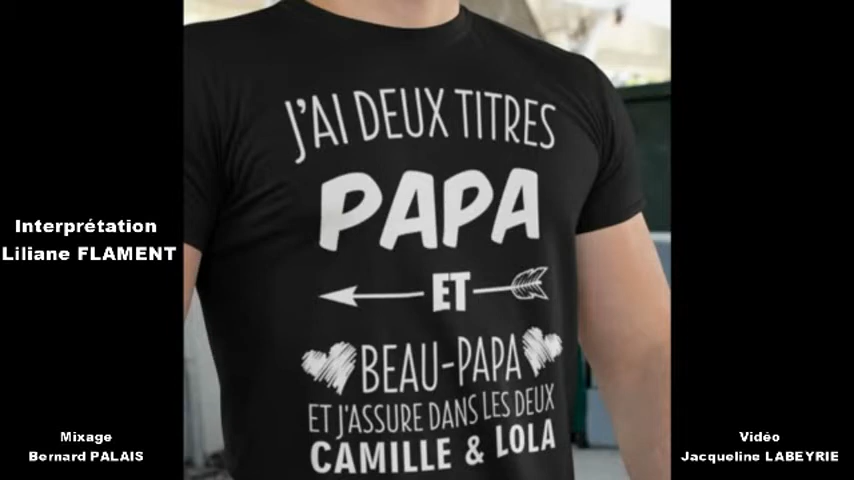 Interprétation
Liliane FLAMENT
J'AI DEUX TITRES
PAPA
ET
BEAU-PAPA
ET J'ASSURE DANS LES DEUX
CAMILLE & LOLA
Mixage
Bernard PALAIS
Vidéo
Jacqueline LABEYRIE